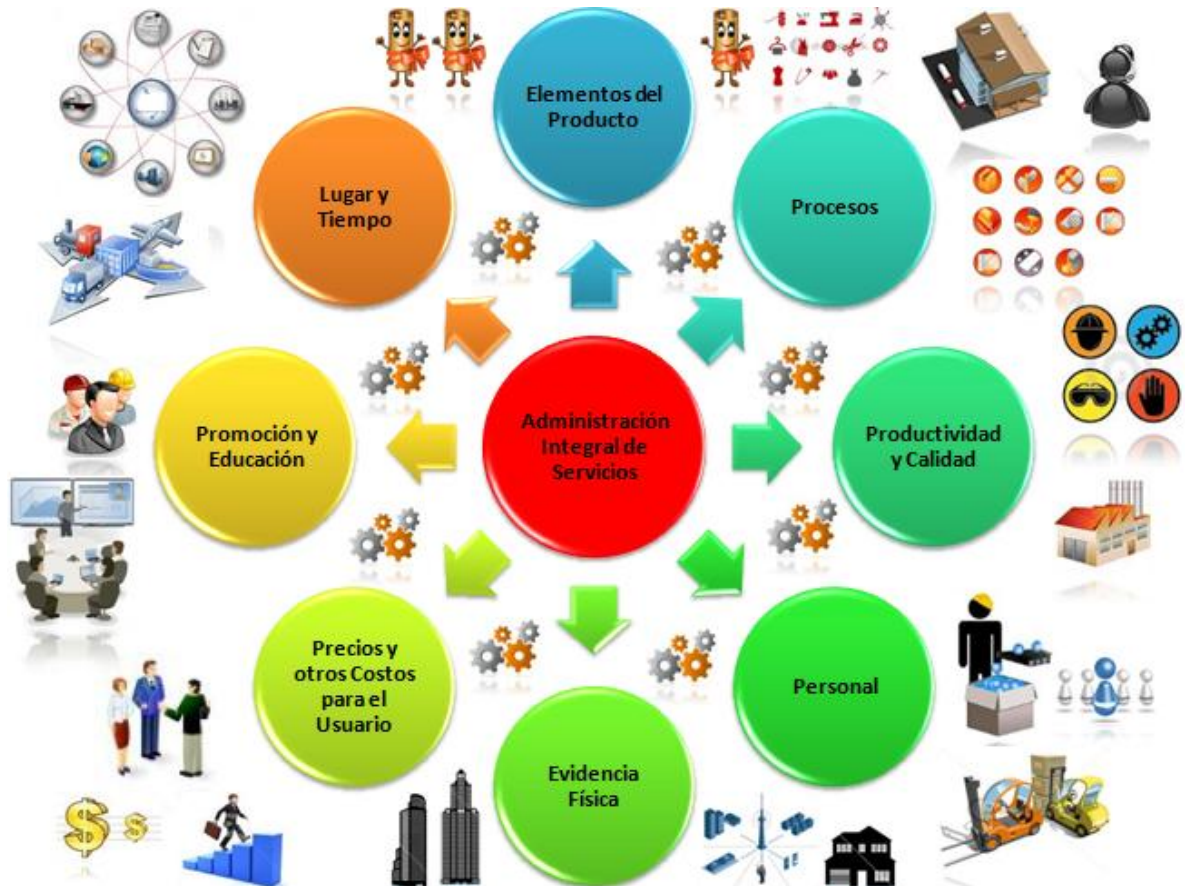 Elementos del
Producto
Lugar y
Tiempo
Procesos
Promoción y
Educación
Administración
Integral de
Servicios
Productividad
y Calidad
Precios y
otros Costos
para el
Usuario
Personal
Evidencia
Física
$
$